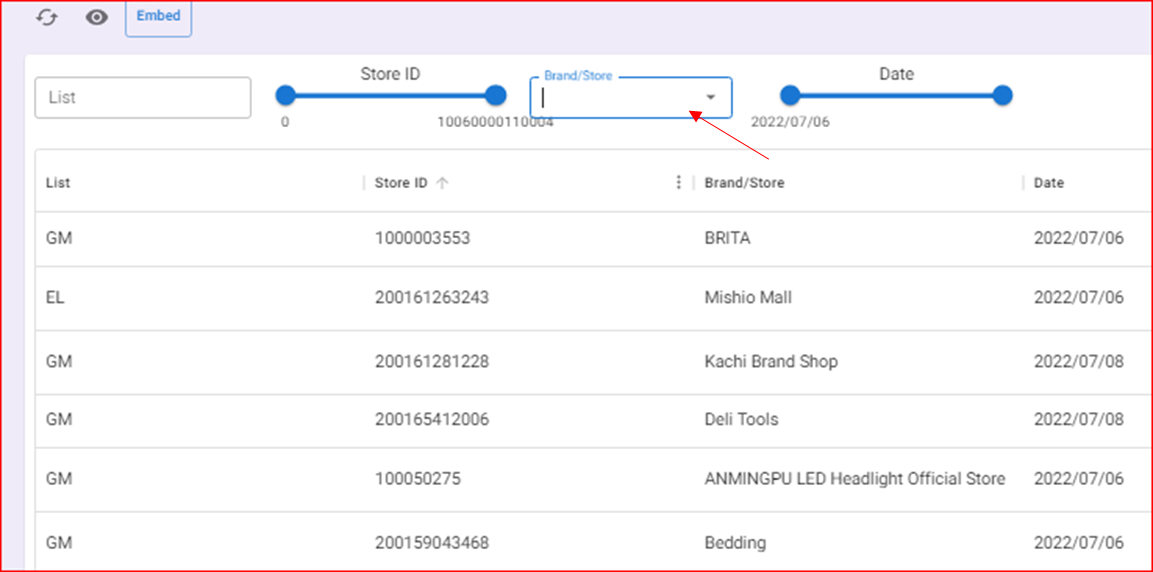 Embed
Store ID Brand/Store Date
List
0 10060000110004 2022/07/06
List Store ID Brand/Store Date
GM 1000003553 BRITA 2022/07/06
EL 200161263243 Mishio Mall 2022/07/06
GM 200161281228 Kachi Brand Shop 2022/07/08
GM 200165412006 Deli Tools 2022/07/08
GM 100050275 ANMINGPU LED Headlight Official Store 2022/07/06
GM 200159043468 Bedding 2022/07/06